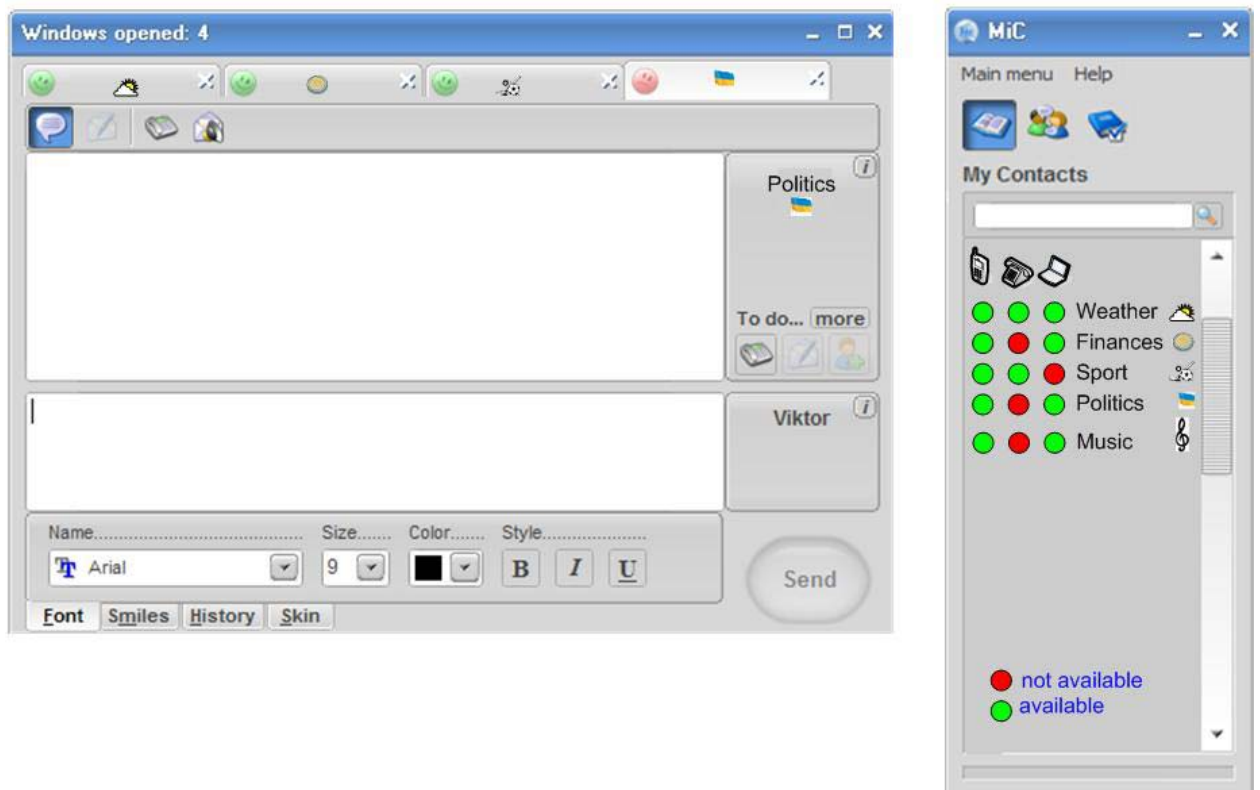 Windows opened: 4
Politics
To do... more
Viktor
Name.......... Size....... Color....... Style..........
Arial 9 B I U
Send
Font Smiles History Skin
MiC
Main menu Help
My Contacts
Weather
Finances
Sport
Politics
Music
not available
available